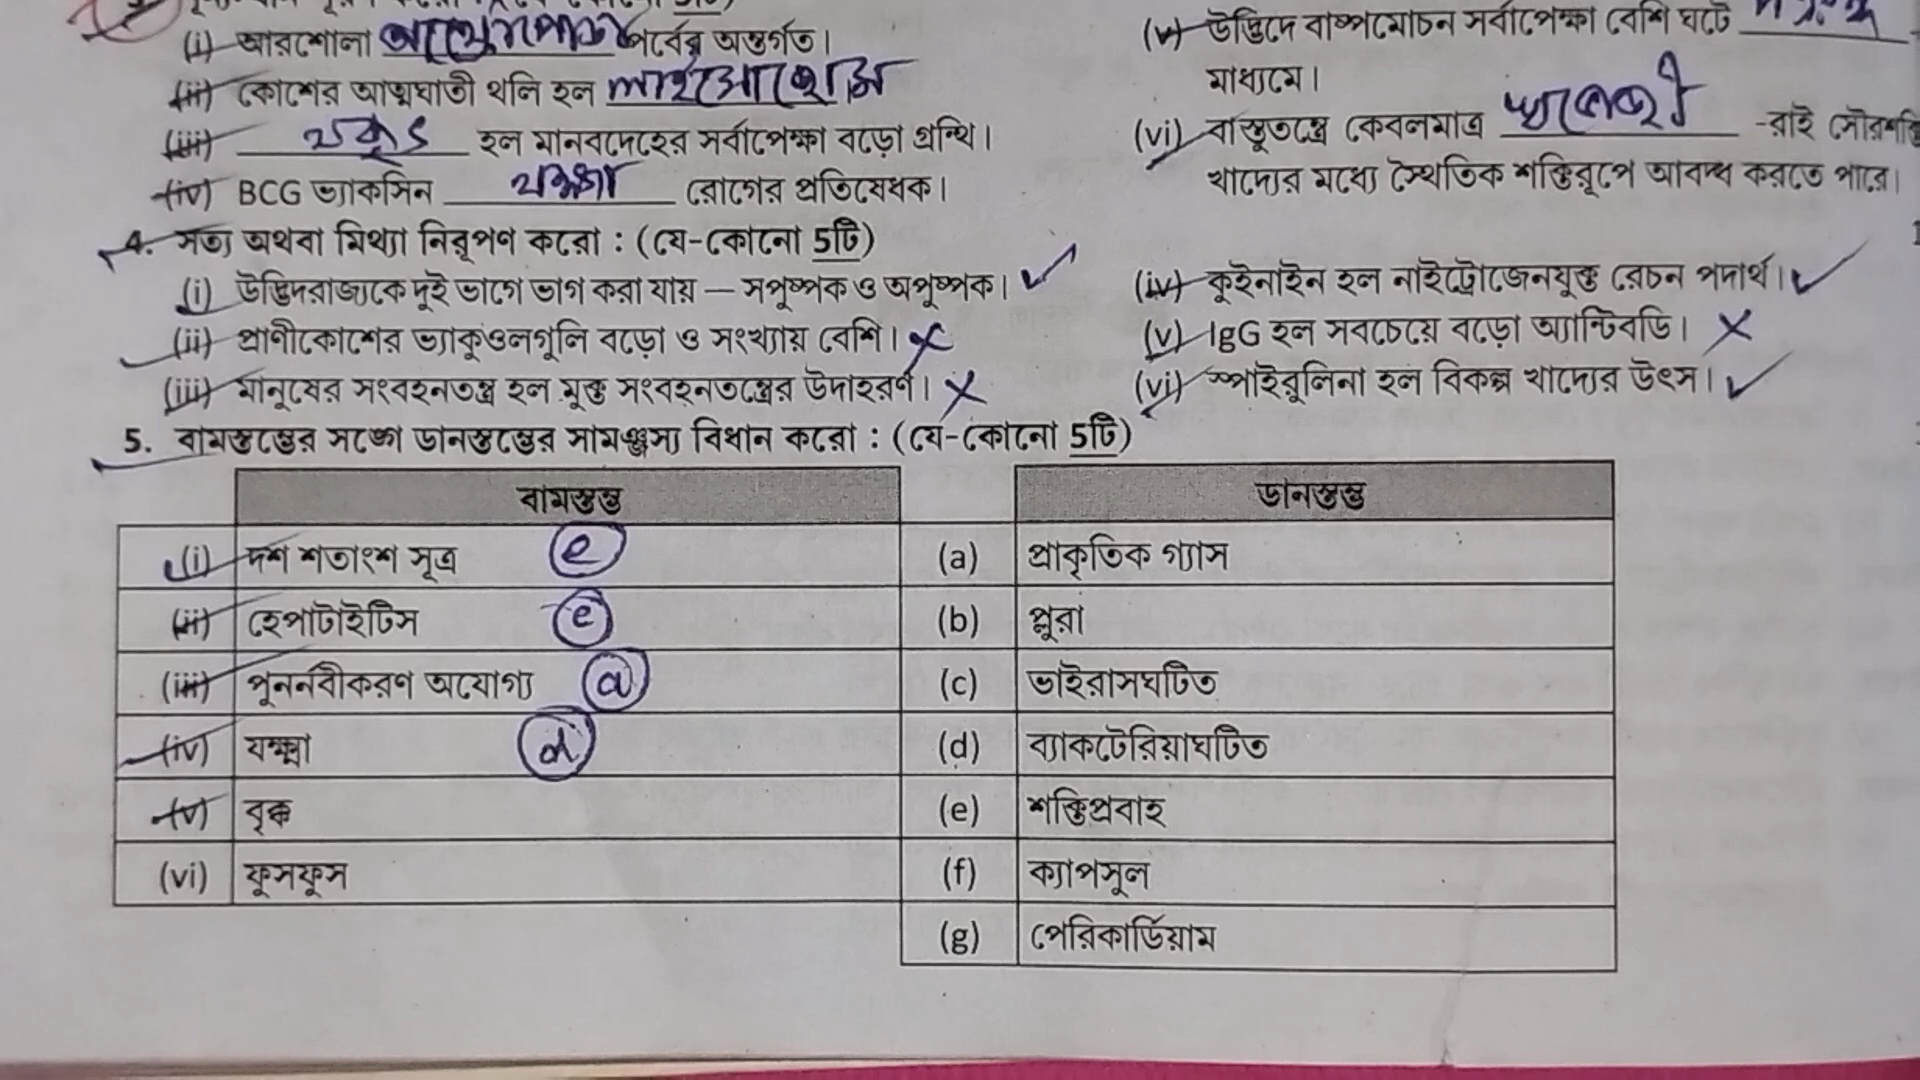 (i) আরশোলা পর্বের অন্তর্গত।
(ii) কোশের আত্মঘাতী থলি হল লাইসোজোম
(iii) যকৃৎ হল মানবদেহের সর্বাপেক্ষা বড়ো গ্রন্থি।
(iv) BCG ভ্যাকসিন যক্ষ্মা রোগের প্রতিষেধক।
(v) উদ্ভিদে বাষ্পমোচন সর্বাপেক্ষা বেশি ঘটে
মাধ্যমে।
(vi) বাস্তুতন্ত্রে কেবলমাত্র -রাই সৌরশক্তি
খাদ্যের মধ্যে স্থৈতিক শক্তিরূপে আবদ্ধ করতে পারে।
4. সত্য অথবা মিথ্যা নিরূপণ করো : (যে-কোনো 5টি)
(i) উদ্ভিদরাজ্যকে দুই ভাগে ভাগ করা যায় — সপুষ্পক ও অপুষ্পক।
(ii) প্রাণীকোশের ভ্যাকুওলগুলি বড়ো ও সংখ্যায় বেশি।
(iii) মানুষের সংবহনতন্ত্র হল মুক্ত সংবহনতন্ত্রের উদাহরণ।
(iv) কুইনাইন হল নাইট্রোজেনযুক্ত রেচন পদার্থ।
(v) IgG হল সবচেয়ে বড়ো অ্যান্টিবডি।
(vi) স্পাইরুলিনা হল বিকল্প খাদ্যের উৎস।
5. বামস্তম্ভের সঙ্গে ডানস্তম্ভের সামঞ্জস্য বিধান করো : (যে-কোনো 5টি)
বামস্তম্ভ ডানস্তম্ভ
(i) দশ শতাংশ সূত্র e (a) প্রাকৃতিক গ্যাস
(ii) হেপাটাইটিস e (b) প্লুরা
(iii) পুনর্নবীকরণ অযোগ্য a (c) ভাইরাসঘটিত
(iv) যক্ষ্মা d (d) ব্যাকটেরিয়াঘটিত
(v) বৃক্ক (e) শক্তিপ্রবাহ
(vi) ফুসফুস (f) ক্যাপসুল
(g) পেরিকার্ডিয়াম